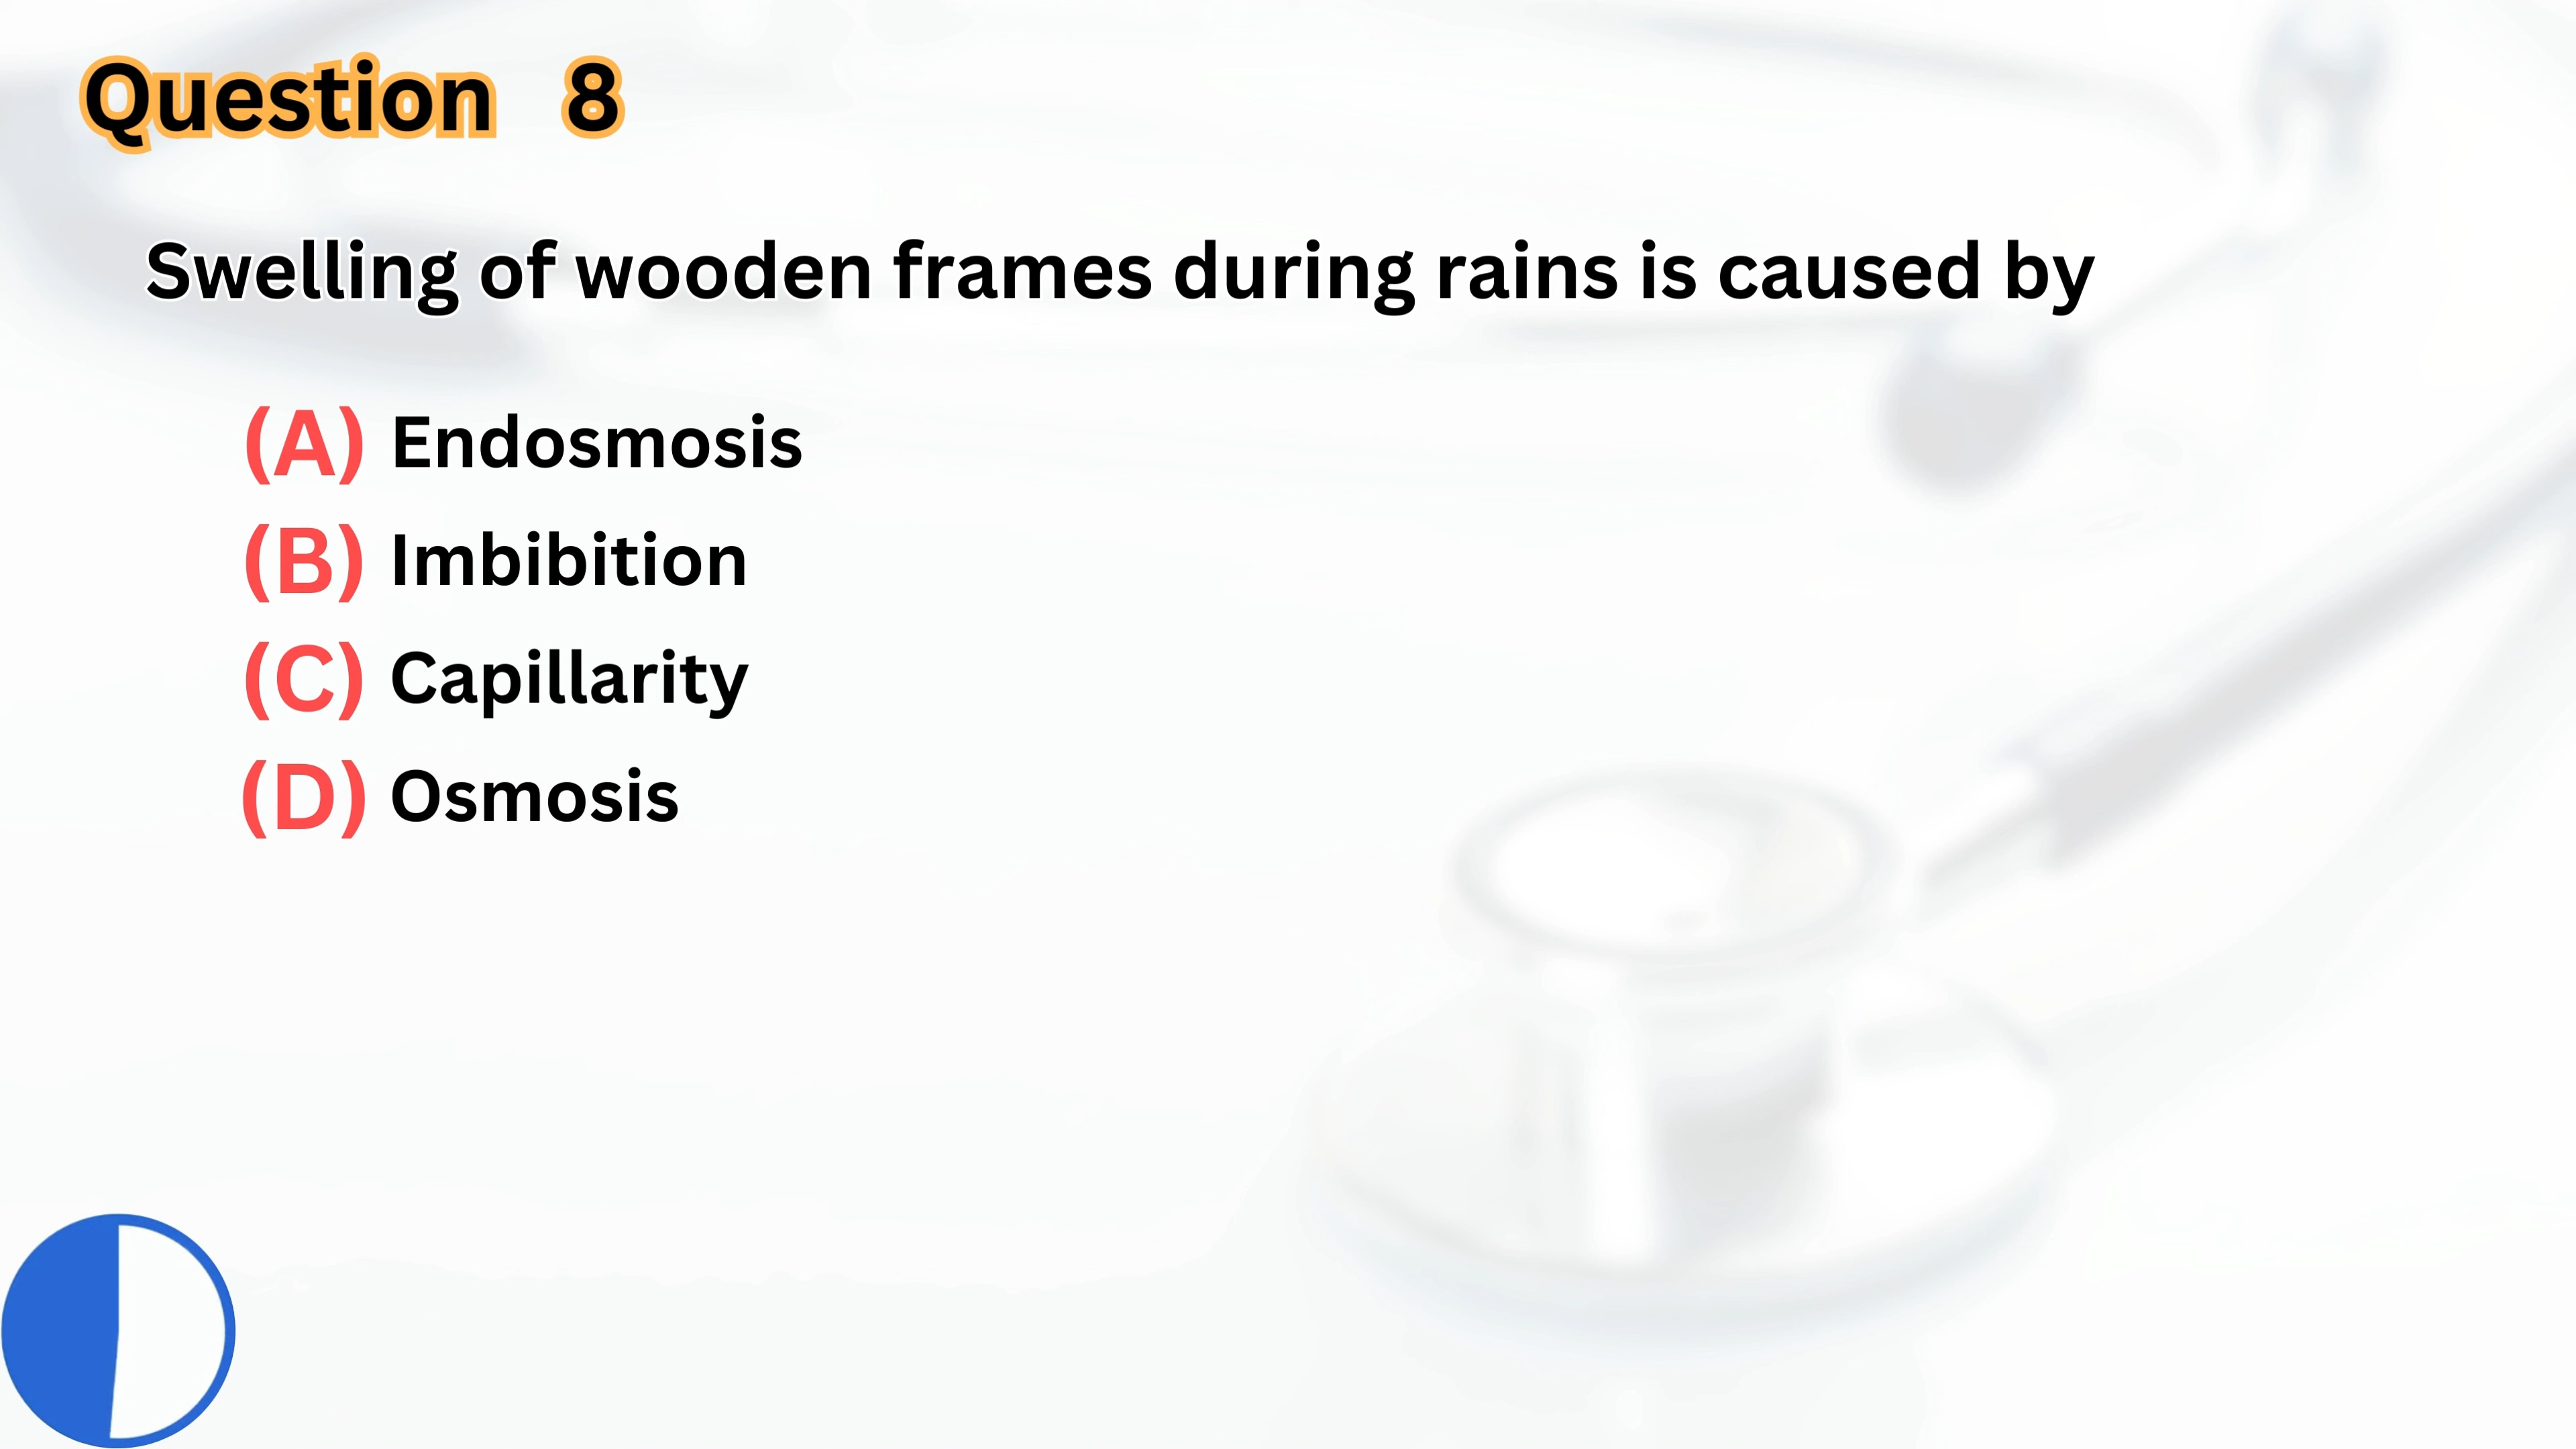 Question 8
Swelling of wooden frames during rains is caused by
(A) Endosmosis
(B) Imbibition
(C) Capillarity
(D) Osmosis